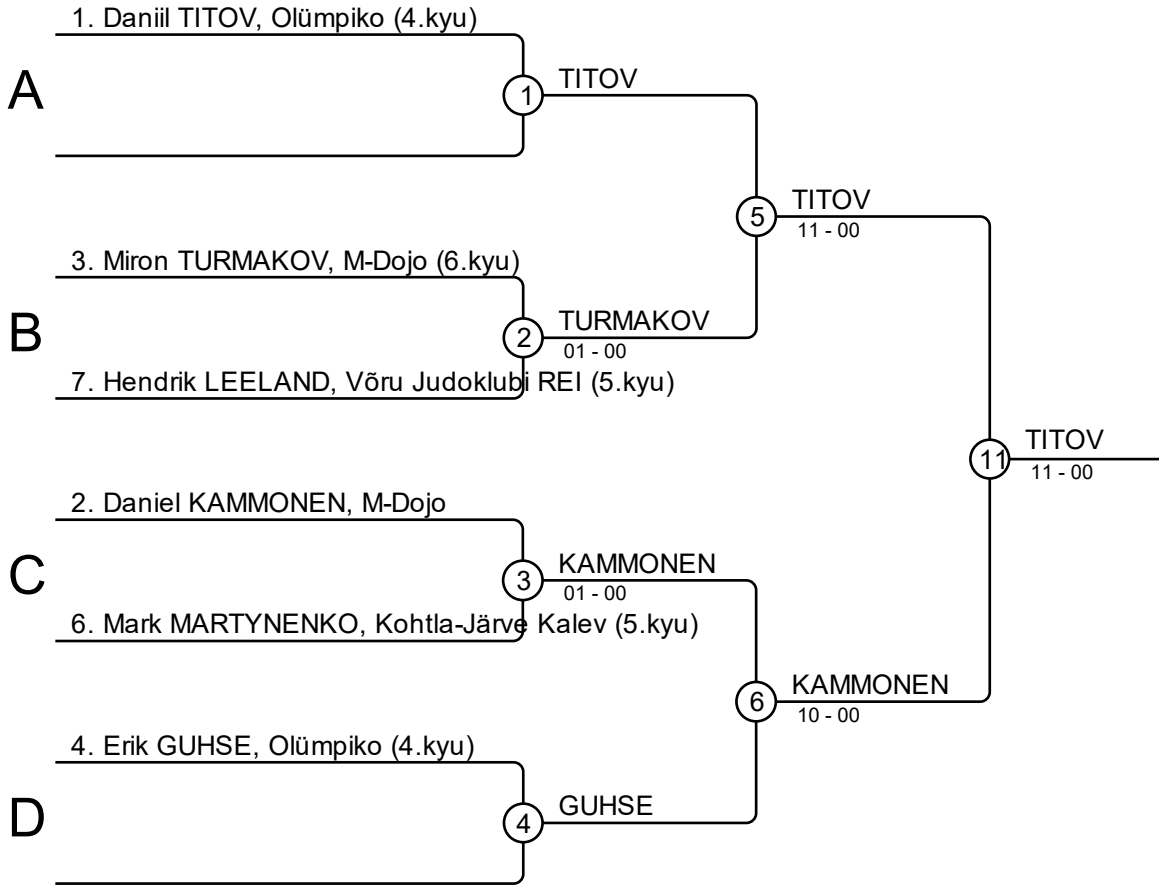 1. Daniil TITOV, Olümpiko (4.kyu)
A
1
TITOV
5
TITOV
11 - 00
3. Miron TURMAKOV, M-Dojo (6.kyu)
B
2
TURMAKOV
01 - 00
7. Hendrik LEELAND, Võru Judoklubi REI (5.kyu)
11
TITOV
11 - 00
2. Daniel KAMMONEN, M-Dojo
C
3
KAMMONEN
01 - 00
6. Mark MARTYNENKO, Kohtla-Järve Kalev (5.kyu)
6
KAMMONEN
10 - 00
4. Erik GUHSE, Olümpiko (4.kyu)
D
4
GUHSE